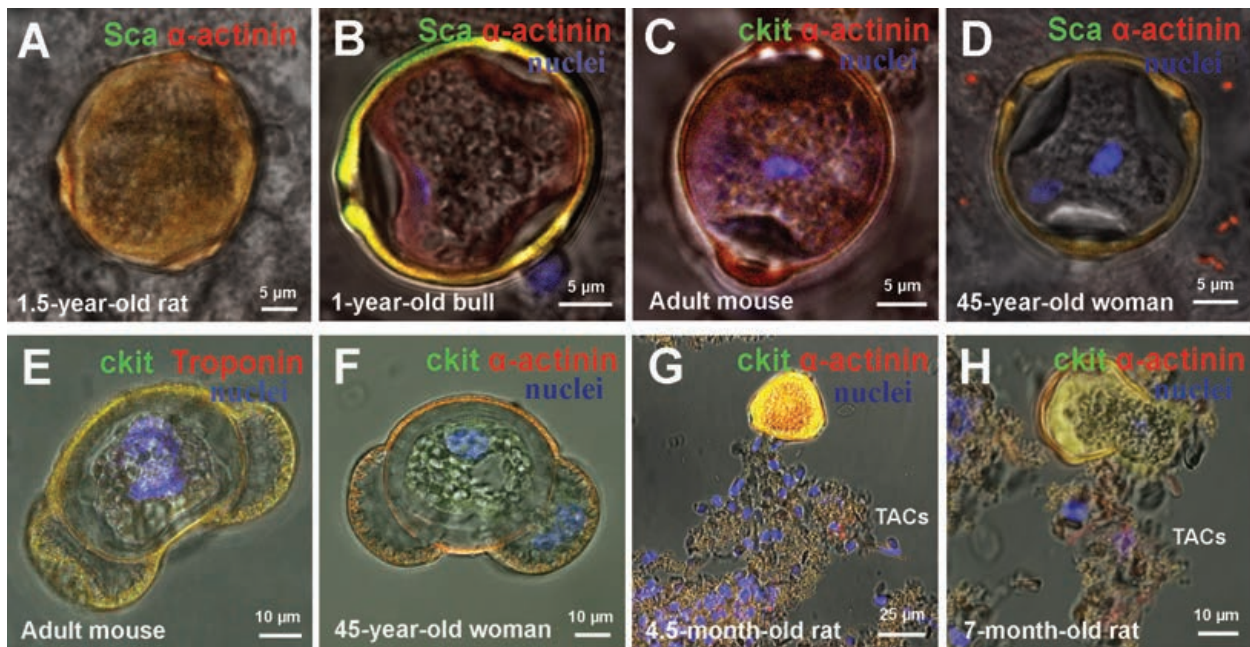 A
Sca α-actinin
1.5-year-old rat
5 µm
B
Sca α-actinin
nuclei
1-year-old bull
5 µm
C
ckit α-actinin
nuclei
Adult mouse
5 µm
D
Sca α-actinin
nuclei
45-year-old woman
5 µm
E
ckit Troponin
nuclei
Adult mouse
10 µm
F
ckit α-actinin
nuclei
45-year-old woman
10 µm
G
ckit α-actinin
nuclei
TACs
4.5-month-old rat
25 µm
H
ckit α-actinin
nuclei
TACs
7-month-old rat
10 µm